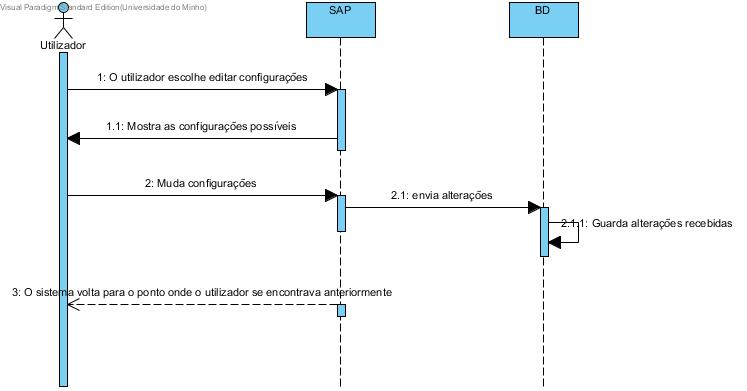 Visual Paradigm Standard Edition(Universidade do Minho)
SAP
BD
Utilizador
1: O utilizador escolhe editar configurações
1.1: Mostra as configurações possíveis
2: Muda configurações
2.1: envia alterações
2.1.1: Guarda alterações recebidas
3: O sistema volta para o ponto onde o utilizador se encontrava anteriormente